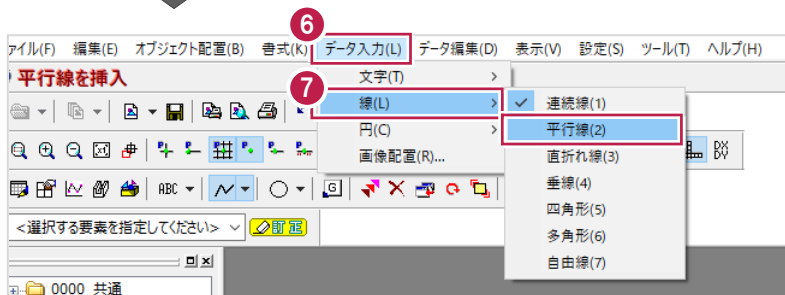 6
ァイル(F) 編集(E) オブジェクト配置(B) 書式(K) データ入力(L) データ編集(D) 表示(V) 設定(S) ツール(T) ヘルプ(H)
平行線を挿入
文字(T)
7
線(L)
円(C)
画像配置(R)...
連続線(1)
平行線(2)
直折れ線(3)
垂線(4)
四角形(5)
多角形(6)
自由線(7)
DX
DY
ABC
G
<選択する要素を指定してください> 訂正
0000 共通